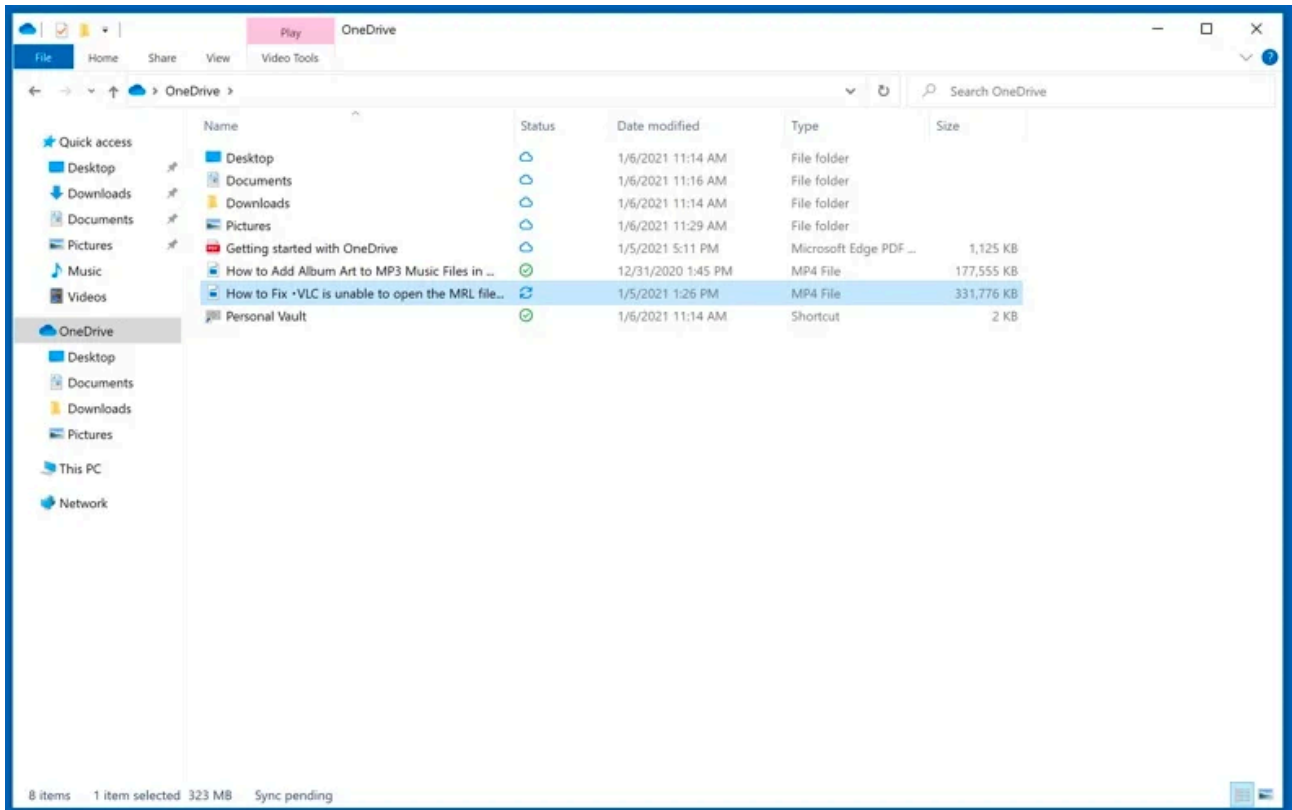 Play OneDrive
File Home Share View Video Tools
OneDrive
Search OneDrive
Name Status Date modified Type Size
Quick access
Desktop
Downloads
Documents
Pictures
Music
Videos
OneDrive
Desktop
Documents
Downloads
Pictures
This PC
Network
Desktop 1/6/2021 11:14 AM File folder
Documents 1/6/2021 11:16 AM File folder
Downloads 1/6/2021 11:14 AM File folder
Pictures 1/6/2021 11:29 AM File folder
Getting started with OneDrive 1/5/2021 5:11 PM Microsoft Edge PDF ... 1,125 KB
How to Add Album Art to MP3 Music Files in ... 12/31/2020 1:45 PM MP4 File 177,555 KB
How to Fix •VLC is unable to open the MRL file... 1/5/2021 1:26 PM MP4 File 331,776 KB
Personal Vault 1/6/2021 11:14 AM Shortcut 2 KB
8 items 1 item selected 323 MB Sync pending